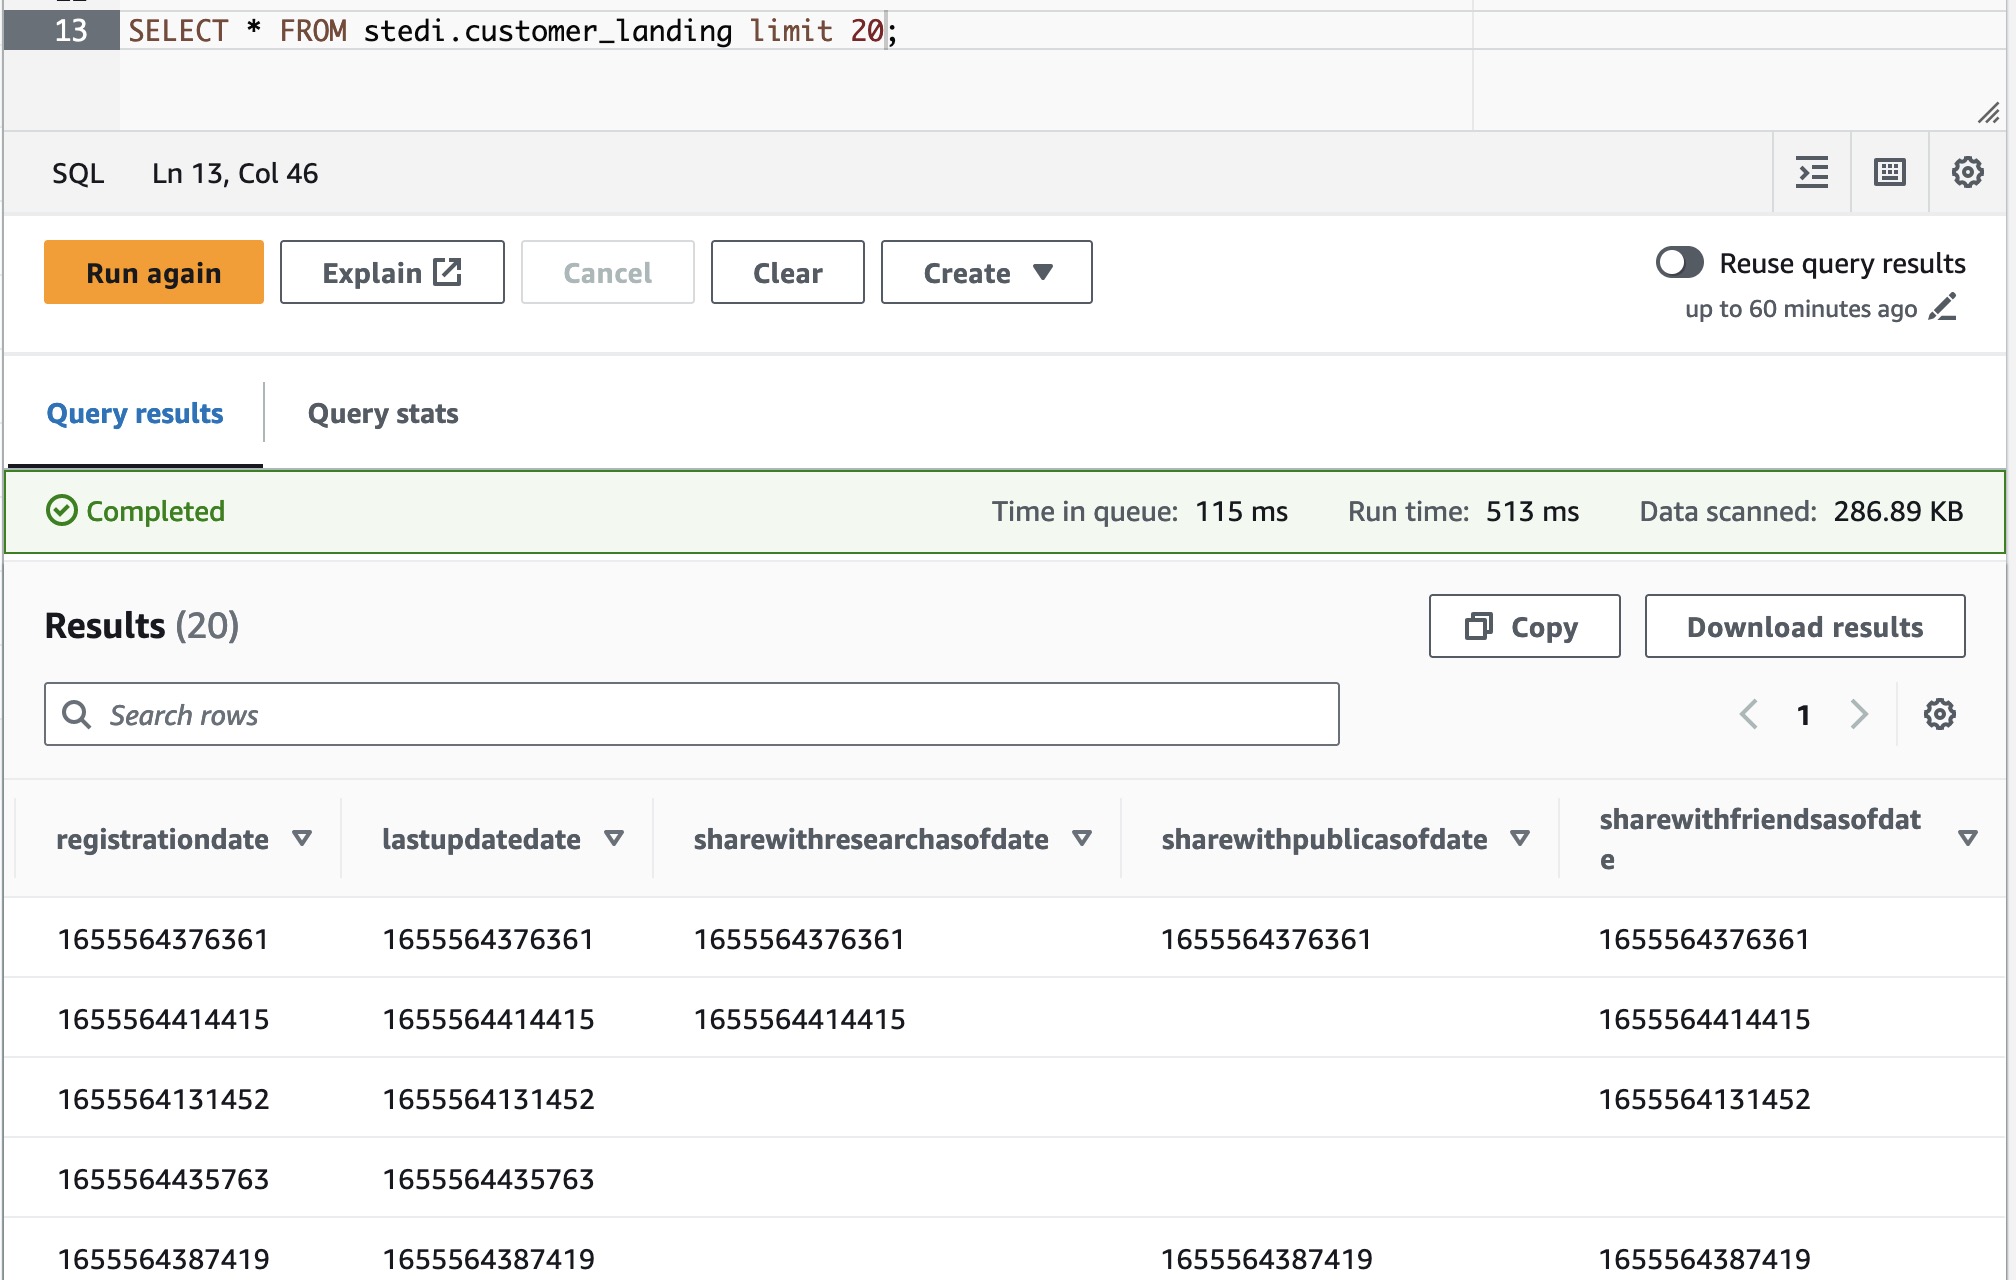 13 SELECT * FROM stedi.customer_landing limit 20;
SQL Ln 13, Col 46
Run again Explain Cancel Clear Create Reuse query results
up to 60 minutes ago
Query results Query stats
Completed Time in queue: 115 ms Run time: 513 ms Data scanned: 286.89 KB
Results (20) Copy Download results
Search rows 1
registrationdate lastupdatedate sharewithresearchasofdate sharewithpublicasofdate sharewithfriendsasofdat
e
1655564376361 1655564376361 1655564376361 1655564376361 1655564376361
1655564414415 1655564414415 1655564414415 1655564414415
1655564131452 1655564131452 1655564131452
1655564435763 1655564435763
1655564387419 1655564387419 1655564387419 1655564387419